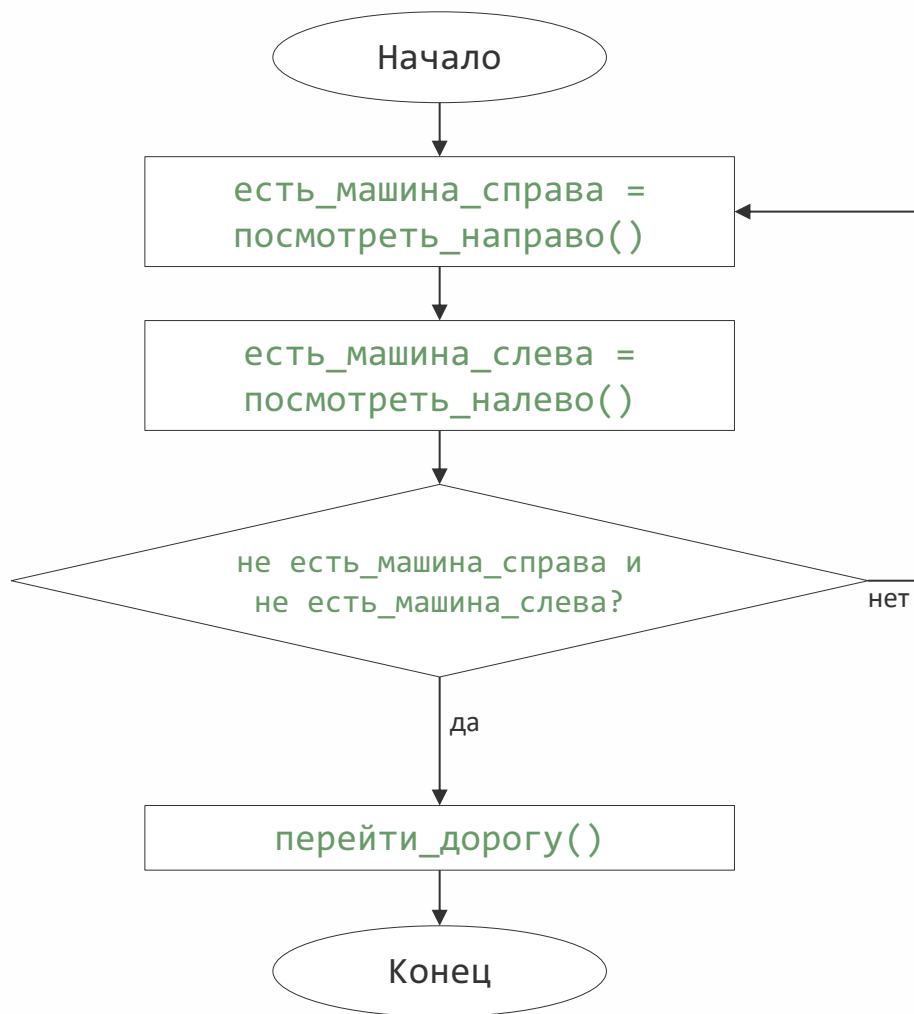 Начало
есть_машина_справа =
посмотреть_направо()
есть_машина_слева =
посмотреть_налево()
не есть_машина_справа и
не есть_машина_слева?
нет
да
перейти_дорогу()
Конец